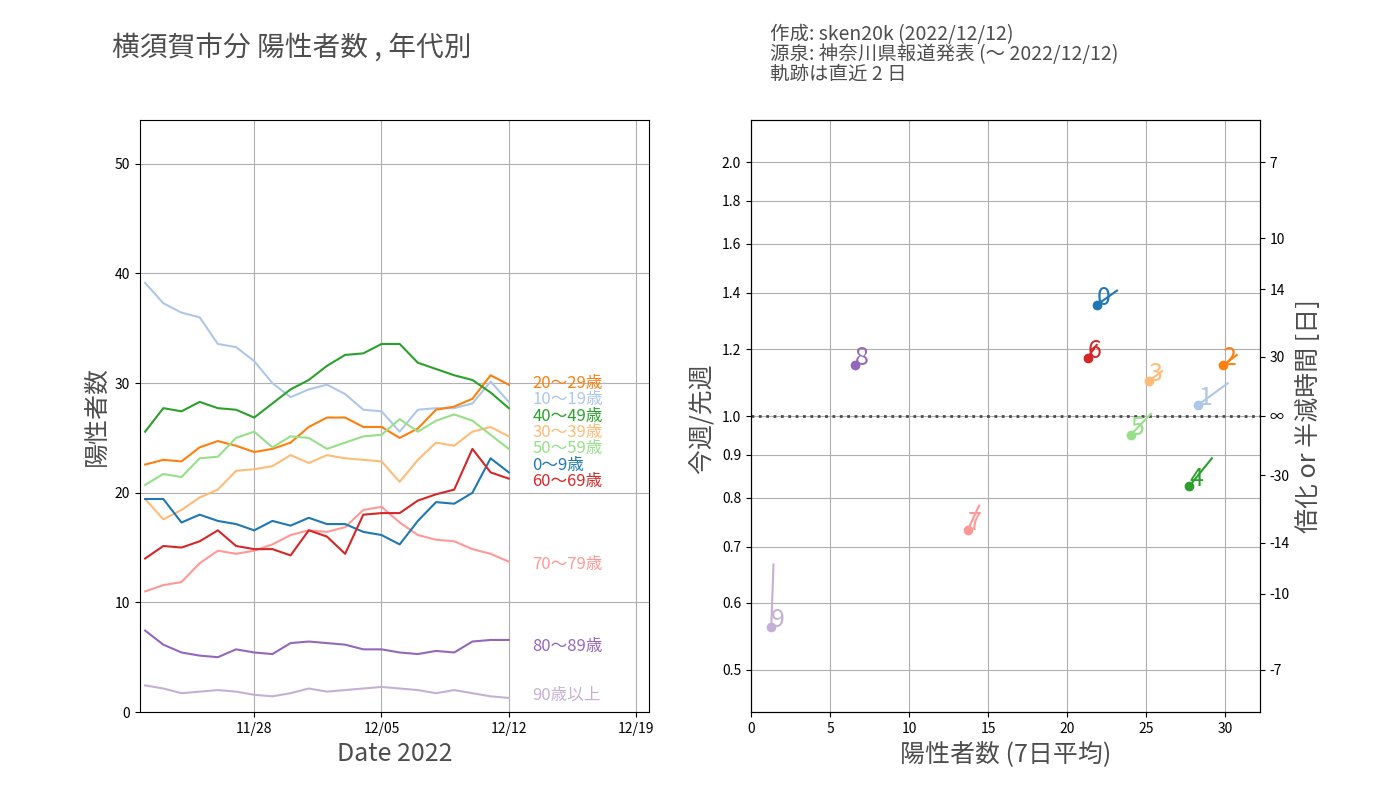 横須賀市分 陽性者数 , 年代別
作成: sken20k (2022/12/12)
源泉: 神奈川県報道発表 (〜 2022/12/12)
軌跡は直近 2 日
陽性者数
50
40
30
20
10
0
11/28
12/05
12/12
12/19
Date 2022
20〜29歳
10〜19歳
40〜49歳
30〜39歳
50〜59歳
0〜9歳
60〜69歳
70〜79歳
80〜89歳
90歳以上
今週/先週
2.0
1.8
1.6
1.4
1.2
1.0
0.9
0.8
0.7
0.6
0.5
0
8
6
3
2
1
5
4
7
9
0
5
10
15
20
25
30
陽性者数 (7日平均)
7
10
14
30
∞
-30
-14
-10
-7
倍化 or 半減時間 [日]